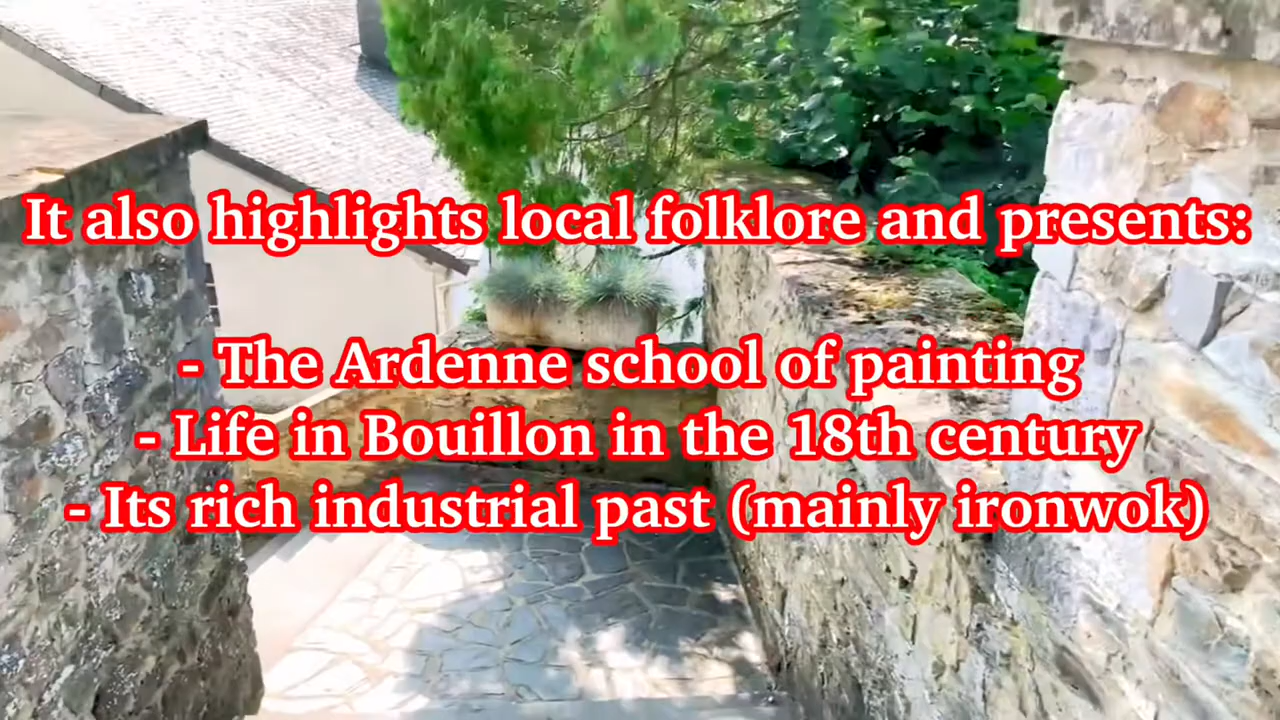 It also highlights local folklore and presents:
- The Ardenne school of painting
- Life in Bouillon in the 18th century
- Its rich industrial past (mainly ironwok)